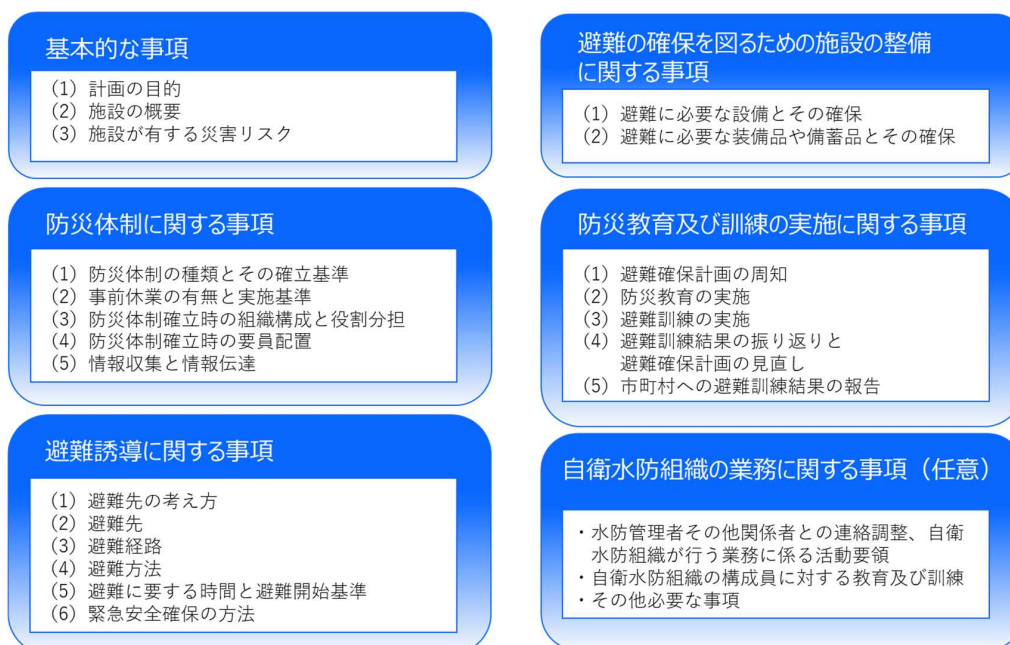 基本的な事項
(1) 計画の目的
(2) 施設の概要
(3) 施設が有する災害リスク
防災体制に関する事項
(1) 防災体制の種類とその確立基準
(2) 事前休業の有無と実施基準
(3) 防災体制確立時の組織構成と役割分担
(4) 防災体制確立時の要員配置
(5) 情報収集と情報伝達
避難誘導に関する事項
(1) 避難先の考え方
(2) 避難先
(3) 避難経路
(4) 避難方法
(5) 避難に要する時間と避難開始基準
(6) 緊急安全確保の方法
避難の確保を図るための施設の整備
に関する事項
(1) 避難に必要な設備とその確保
(2) 避難に必要な装備品や備蓄品とその確保
防災教育及び訓練の実施に関する事項
(1) 避難確保計画の周知
(2) 防災教育の実施
(3) 避難訓練の実施
(4) 避難訓練結果の振り返りと
避難確保計画の見直し
(5) 市町村への避難訓練結果の報告
自衛水防組織の業務に関する事項（任意）
・水防管理者その他関係者との連絡調整、自衛
水防組織が行う業務に係る活動要領
・自衛水防組織の構成員に対する教育及び訓練
・その他必要な事項